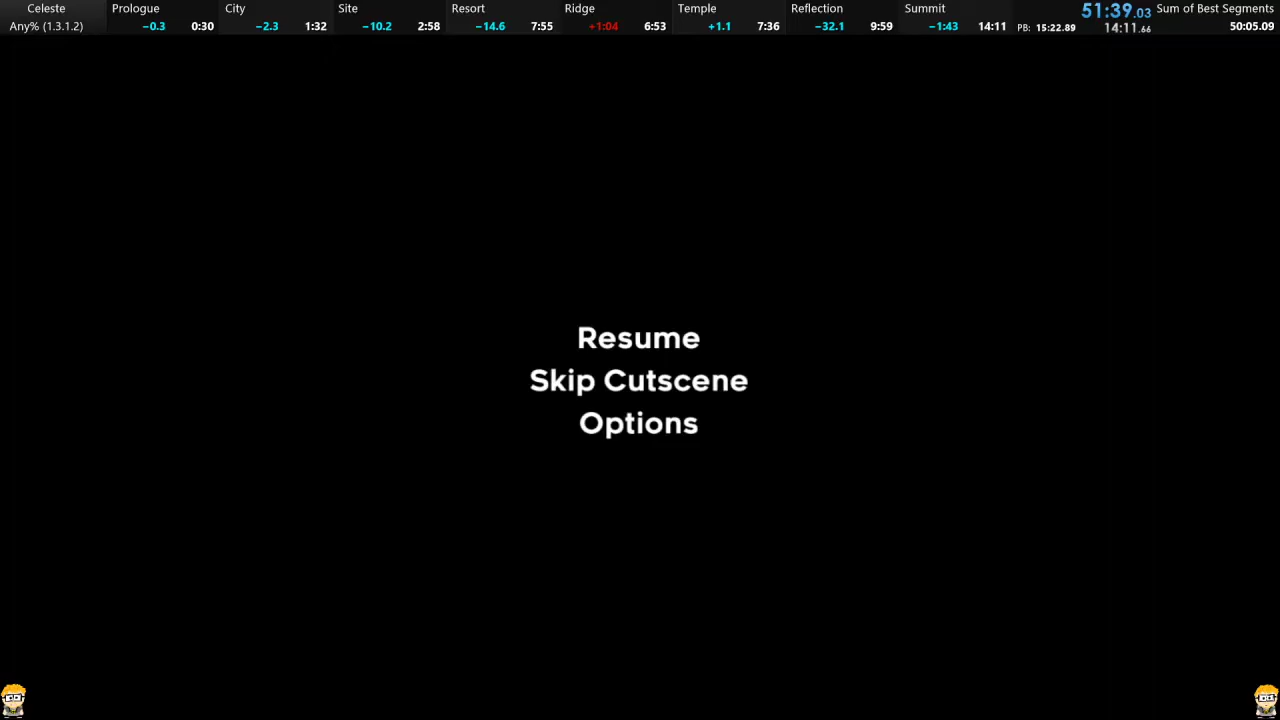 Celeste
Any% (1.3.1.2)
Prologue
−0.3 0:30
City
−2.3 1:32
Site
−10.2 2:58
Resort
−14.6 7:55
Ridge
+1:04 6:53
Temple
+1.1 7:36
Reflection
−32.1 9:59
Summit
−1:43 14:11
51:39.03
PB: 15:22.89 14:11.66
Sum of Best Segments
50:05.09
Resume
Skip Cutscene
Options